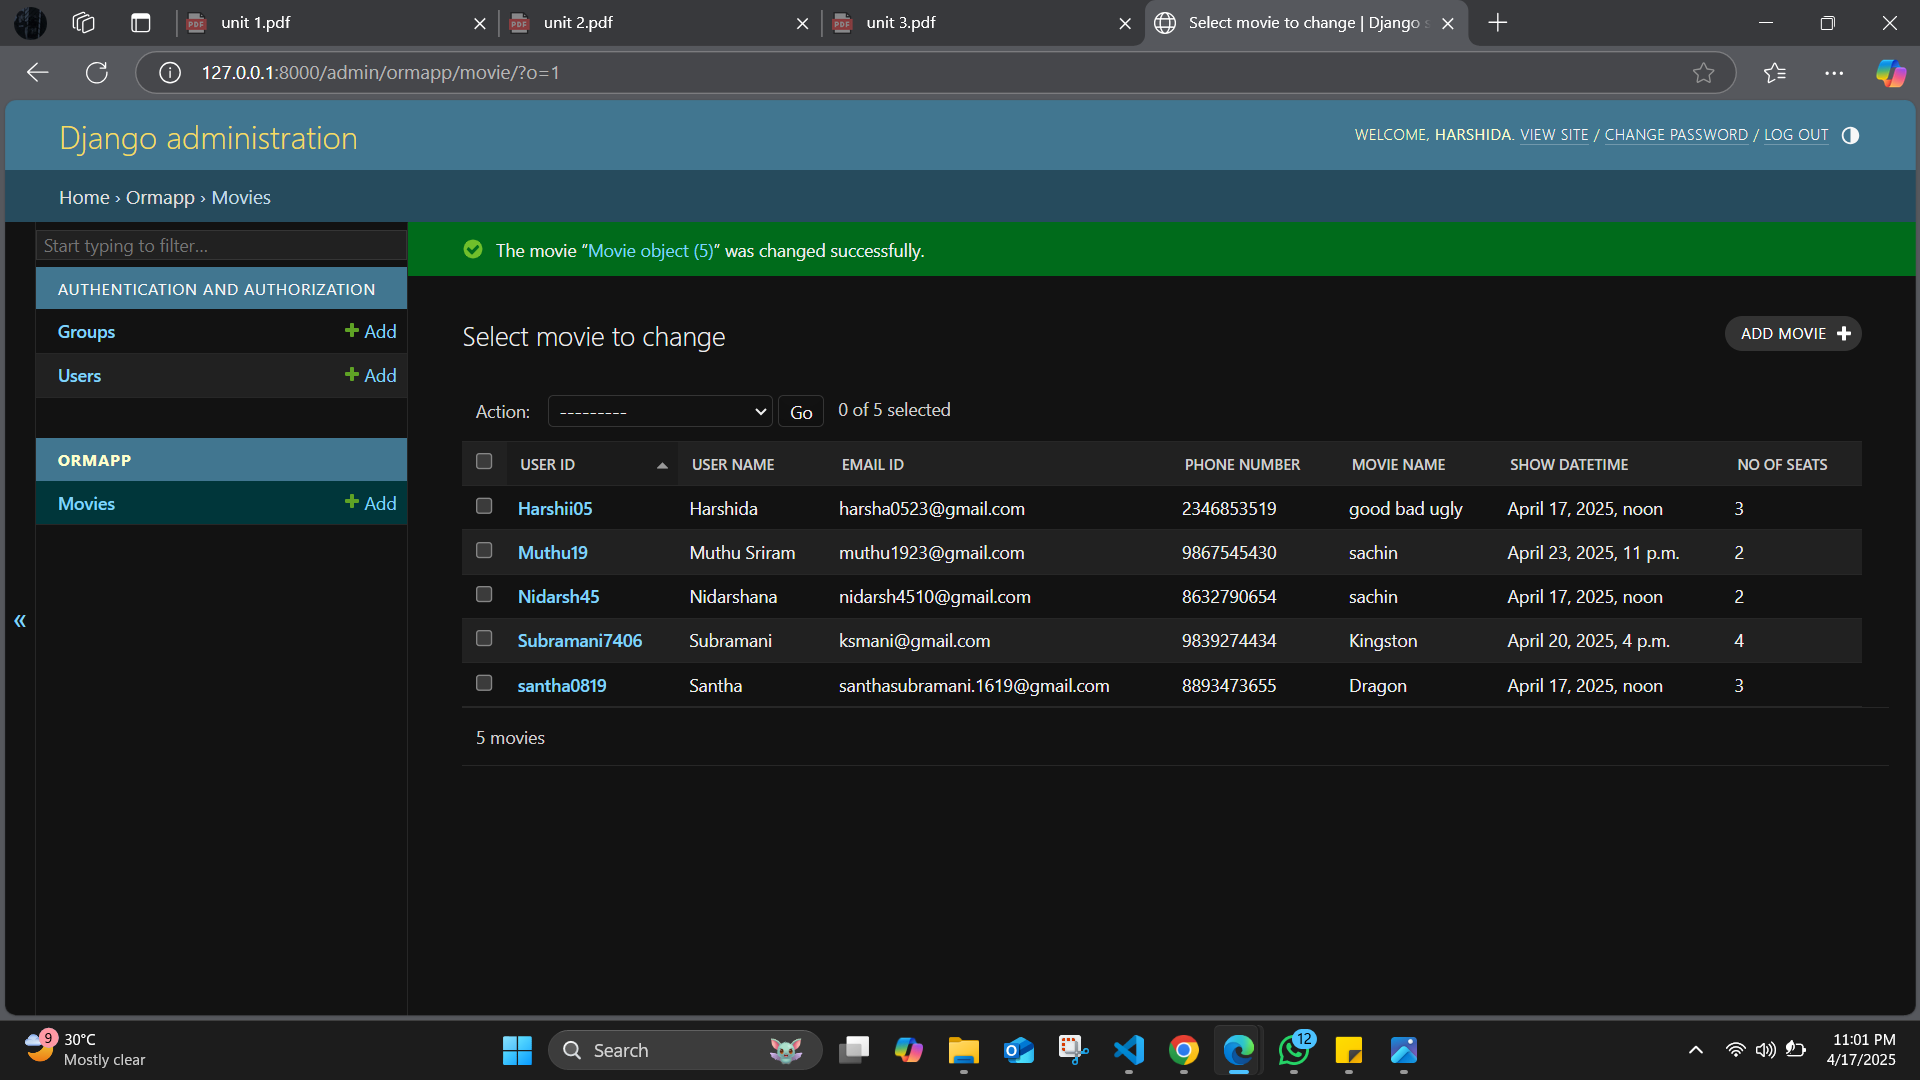 unit 1.pdf
unit 2.pdf
unit 3.pdf
Select movie to change | Django s
127.0.0.1:8000/admin/ormapp/movie/?o=1
Django administration
WELCOME, HARSHIDA. VIEW SITE / CHANGE PASSWORD / LOG OUT
Home › Ormapp › Movies
Start typing to filter...
AUTHENTICATION AND AUTHORIZATION
Groups + Add
Users + Add
ORMAPP
Movies + Add
«
The movie “Movie object (5)” was changed successfully.
Select movie to change
ADD MOVIE +
Action: --------- Go 0 of 5 selected
USER ID USER NAME EMAIL ID PHONE NUMBER MOVIE NAME SHOW DATETIME NO OF SEATS
Harshii05 Harshida harsha0523@gmail.com 2346853519 good bad ugly April 17, 2025, noon 3
Muthu19 Muthu Sriram muthu1923@gmail.com 9867545430 sachin April 23, 2025, 11 p.m. 2
Nidarsh45 Nidarshana nidarsh4510@gmail.com 8632790654 sachin April 17, 2025, noon 2
Subramani7406 Subramani ksmani@gmail.com 9839274434 Kingston April 20, 2025, 4 p.m. 4
santha0819 Santha santhasubramani.1619@gmail.com 8893473655 Dragon April 17, 2025, noon 3
5 movies
9
30°C
Mostly clear
Search
12
11:01 PM
4/17/2025